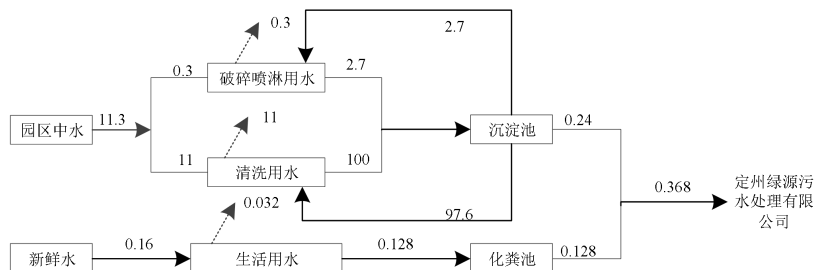 0.3
2.7
0.3
破碎喷淋用水
2.7
园区中水
11.3
11
沉淀池
0.24
11
清洗用水
100
定州绿源污
水处理有限
公司
0.368
0.032
97.6
新鲜水
0.16
生活用水
0.128
化粪池
0.128